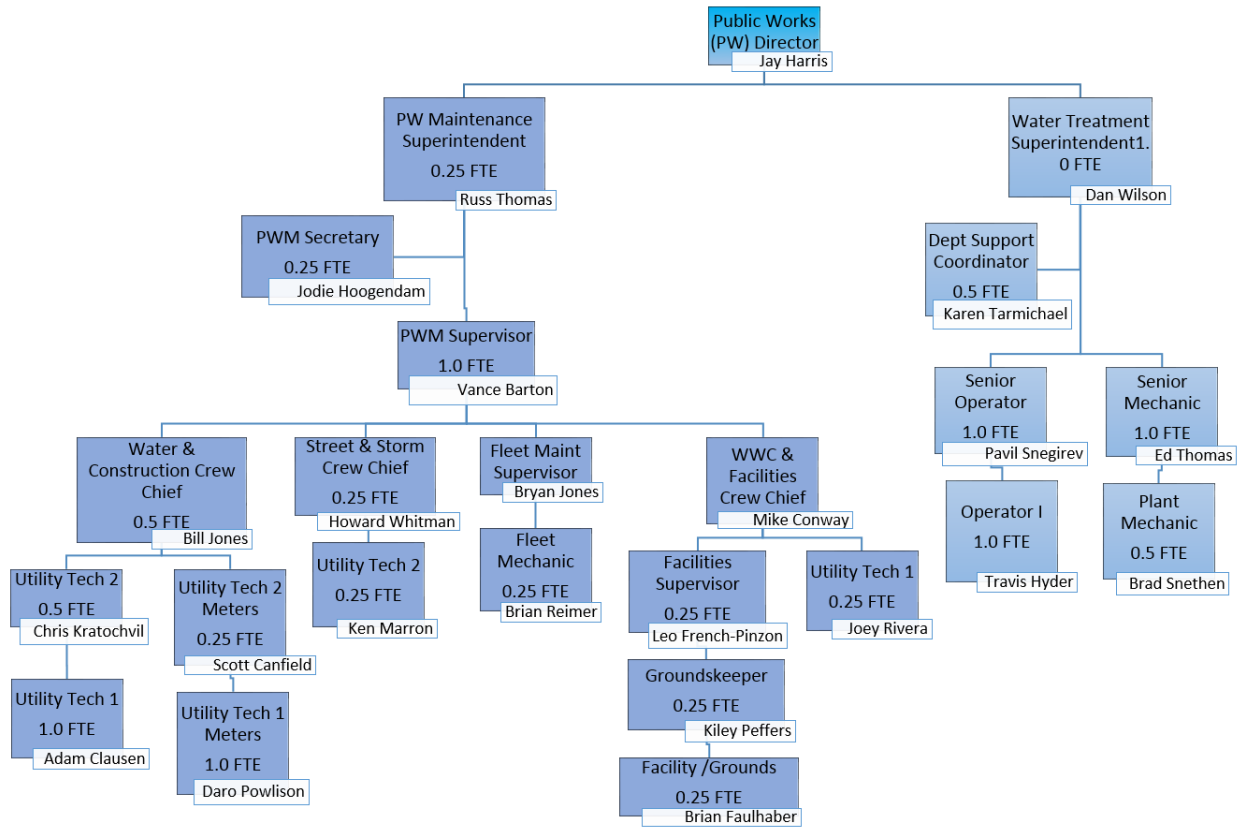 Public Works
(PW) Director
Jay Harris
PW Maintenance
Superintendent
0.25 FTE
Russ Thomas
Water Treatment
Superintendent1.
0 FTE
Dan Wilson
PWM Secretary
0.25 FTE
Jodie Hoogendam
Dept Support
Coordinator
0.5 FTE
Karen Tarmichael
PWM Supervisor
1.0 FTE
Vance Barton
Senior
Operator
1.0 FTE
Pavil Snegirev
Senior
Mechanic
1.0 FTE
Ed Thomas
Water &
Construction Crew
Chief
0.5 FTE
Bill Jones
Street & Storm
Crew Chief
0.25 FTE
Howard Whitman
Fleet Maint
Supervisor
Bryan Jones
WWC &
Facilities
Crew Chief
Mike Conway
Operator I
1.0 FTE
Travis Hyder
Plant
Mechanic
0.5 FTE
Brad Snethen
Utility Tech 2
0.5 FTE
Chris Kratochvil
Utility Tech 2
Meters
0.25 FTE
Scott Canfield
Utility Tech 2
0.25 FTE
Ken Marron
Fleet
Mechanic
0.25 FTE
Brian Reimer
Facilities
Supervisor
0.25 FTE
Leo French-Pinzon
Utility Tech 1
0.25 FTE
Joey Rivera
Utility Tech 1
1.0 FTE
Adam Clausen
Utility Tech 1
Meters
1.0 FTE
Daro Powlison
Groundskeeper
0.25 FTE
Kiley Peffers
Facility /Grounds
0.25 FTE
Brian Faulhaber